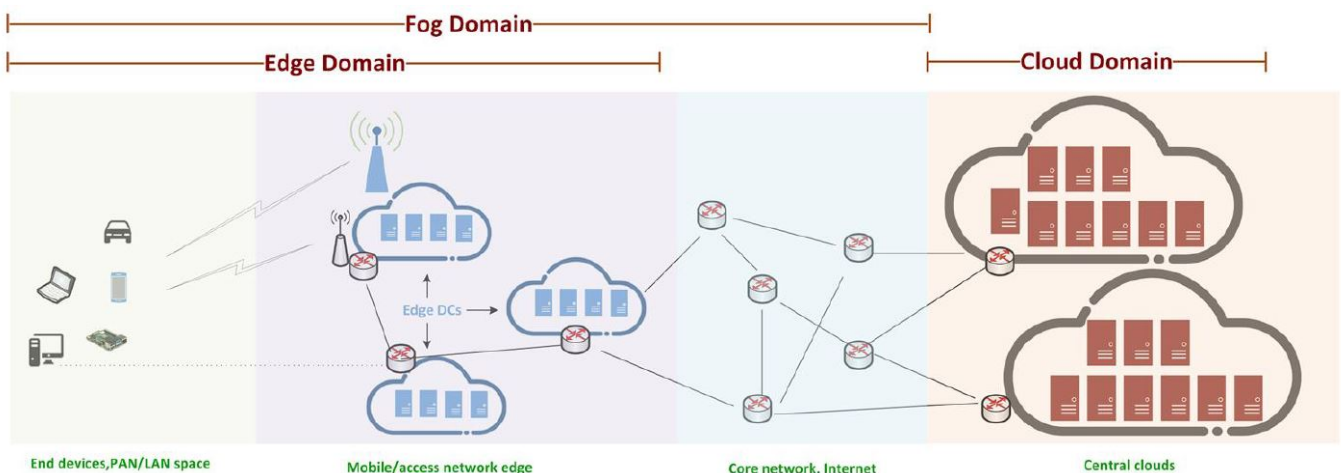 Fog Domain
Edge Domain
Cloud Domain
Edge DCs
End devices,PAN/LAN space
Mobile/access network edge
Core network, Internet
Central clouds